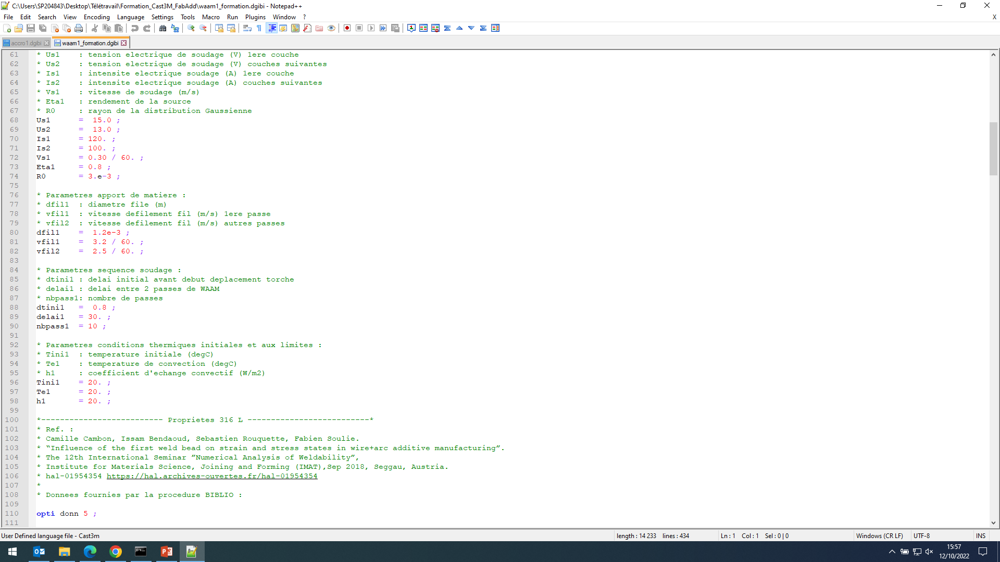 C:\Users\SP204843\Desktop\Télétravail\Formation_Cast3M_FabAdd\waam1_formation.dgibi - Notepad++
File Edit Search View Encoding Language Settings Tools Macro Run Plugins Window ? X
accro1.dgibi waam1_formation.dgibi
61 * Us1 : tension electrique de soudage (V) 1ere couche
62 * Us2 : tension electrique de soudage (V) couches suivantes
63 * Is1 : intensite electrique soudage (A) 1ere couche
64 * Is2 : intensite electrique soudage (A) couches suivantes
65 * Vs1 : vitesse de soudage (m/s)
66 * Eta1 : rendement de la source
67 * R0 : rayon de la distribution Gaussienne
68 Us1 = 15.0 ;
69 Us2 = 13.0 ;
70 Is1 = 120. ;
71 Is2 = 100. ;
72 Vs1 = 0.30 / 60. ;
73 Eta1 = 0.8 ;
74 R0 = 3.e-3 ;
75
76 * Parametres apport de matiere :
77 * dfil1 : diametre file (m)
78 * vfil1 : vitesse defilement fil (m/s) 1ere passe
79 * vfil2 : vitesse defilement fil (m/s) autres passes
80 dfil1 = 1.2e-3 ;
81 vfil1 = 3.2 / 60. ;
82 vfil2 = 2.5 / 60. ;
83
84 * Parametres sequence soudage :
85 * dtini1 : delai initial avant debut deplacement torche
86 * delai1 : delai entre 2 passes de WAAM
87 * nbpass1: nombre de passes
88 dtini1 = 0.8 ;
89 delai1 = 30. ;
90 nbpass1 = 10 ;
91
92 * Parametres conditions thermiques initiales et aux limites :
93 * Tini1 : temperature initiale (degC)
94 * Te1 : temperature de convection (degC)
95 * h1 : coefficient d'echange convectif (W/m2)
96 Tini1 = 20. ;
97 Te1 = 20. ;
98 h1 = 20. ;
99
100 *-------------------------- Proprietes 316 L --------------------------*
101 * Ref. :
102 * Camille Cambon, Issam Bendaoud, Sebastien Rouquette, Fabien Soulie.
103 * “Influence of the first weld bead on strain and stress states in wire+arc additive manufacturing”.
104 * The 12th International Seminar ”Numerical Analysis of Weldability”,
105 * Institute for Materials Science, Joining and Forming (IMAT),Sep 2018, Seggau, Austria.
106 * hal-01954354 https://hal.archives-ouvertes.fr/hal-01954354
107 *
108 * Donnees fournies par la procedure BIBLIO :
109
110 opti donn 5 ;
111
User Defined language file - Cast3m length : 14 233 lines : 434 Ln : 1 Col : 1 Sel : 0 | 0 Windows (CR LF) UTF-8 INS
15:57
12/10/2022